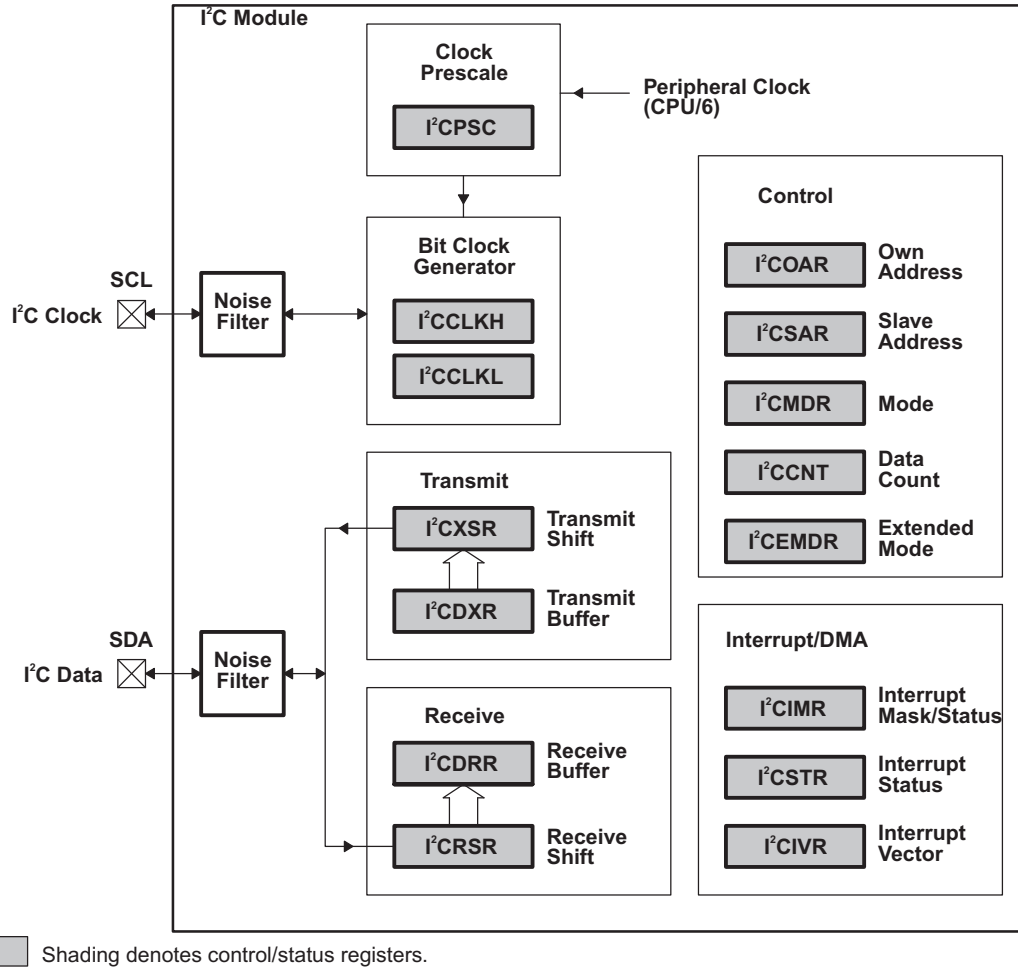 I²C Module
Clock
Prescale
I²CPSC
Peripheral Clock
(CPU/6)
Bit Clock
Generator
I²CCLKH
I²CCLKL
SCL
I²C Clock
Noise
Filter
Control
I²COAR
Own
Address
I²CSAR
Slave
Address
I²CMDR
Mode
I²CCNT
Data
Count
I²CEMDR
Extended
Mode
Transmit
I²CXSR
Transmit
Shift
I²CDXR
Transmit
Buffer
SDA
I²C Data
Noise
Filter
Receive
I²CDRR
Receive
Buffer
I²CRSR
Receive
Shift
Interrupt/DMA
I²CIMR
Interrupt
Mask/Status
I²CSTR
Interrupt
Status
I²CIVR
Interrupt
Vector
Shading denotes control/status registers.